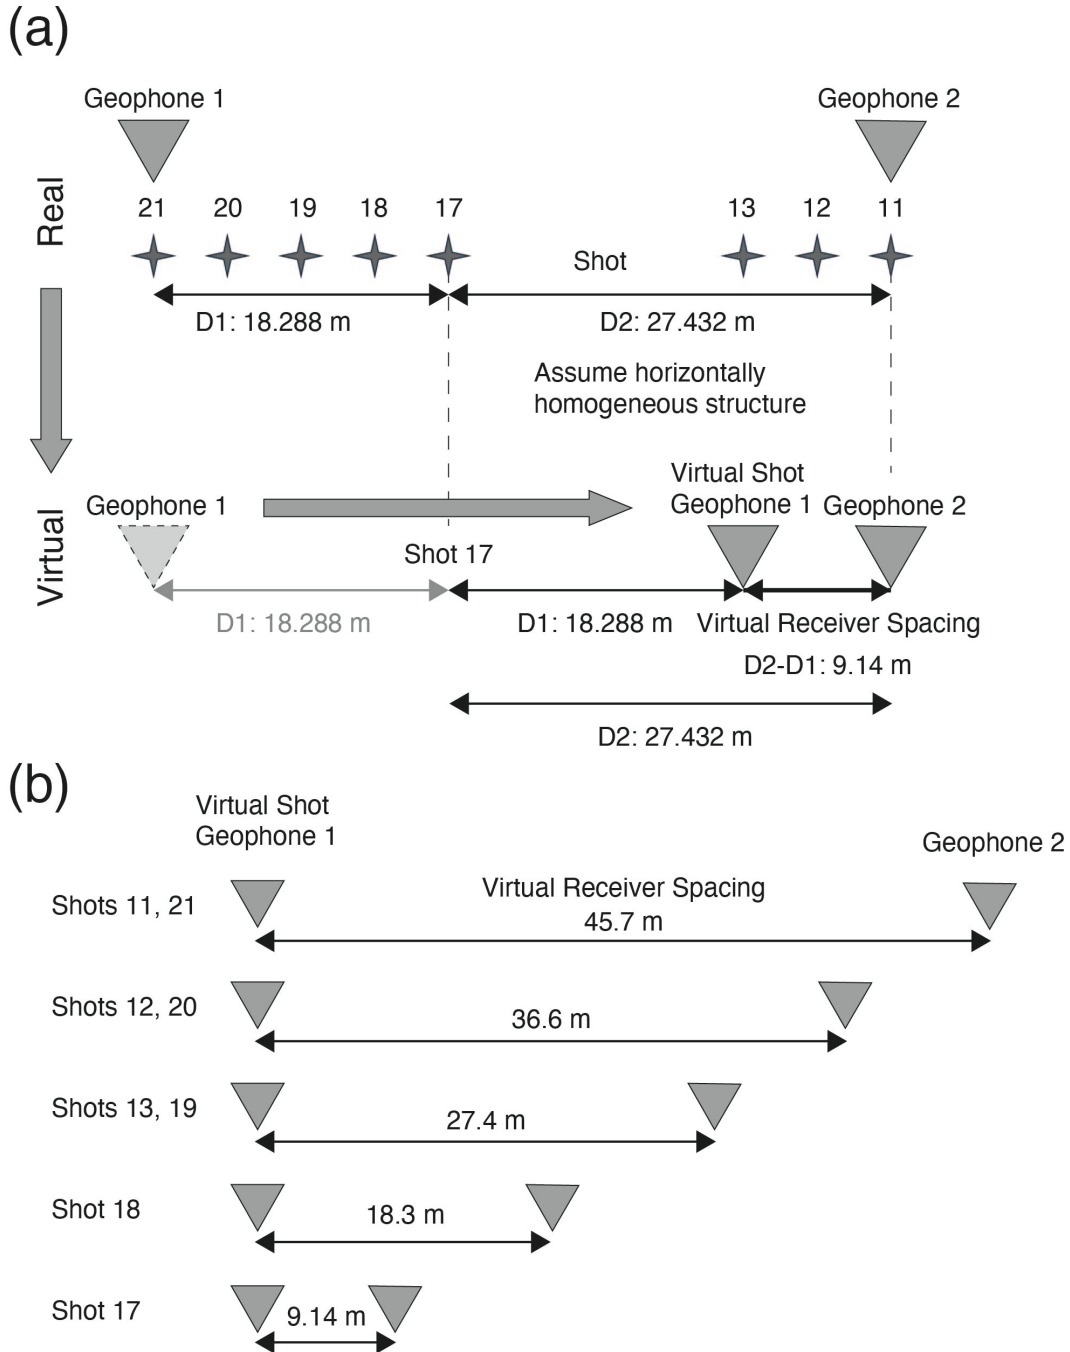 (a)
Geophone 1 Geophone 2
Real
21 20 19 18 17 13 12 11
Shot
D1: 18.288 m D2: 27.432 m
Assume horizontally
homogeneous structure
Virtual
Virtual Shot
Geophone 1 Geophone 1 Geophone 2
Shot 17
D1: 18.288 m D1: 18.288 m Virtual Receiver Spacing
D2-D1: 9.14 m
D2: 27.432 m
(b)
Virtual Shot
Geophone 1
Geophone 2
Shots 11, 21
Virtual Receiver Spacing
45.7 m
Shots 12, 20
36.6 m
Shots 13, 19
27.4 m
Shot 18
18.3 m
Shot 17
9.14 m